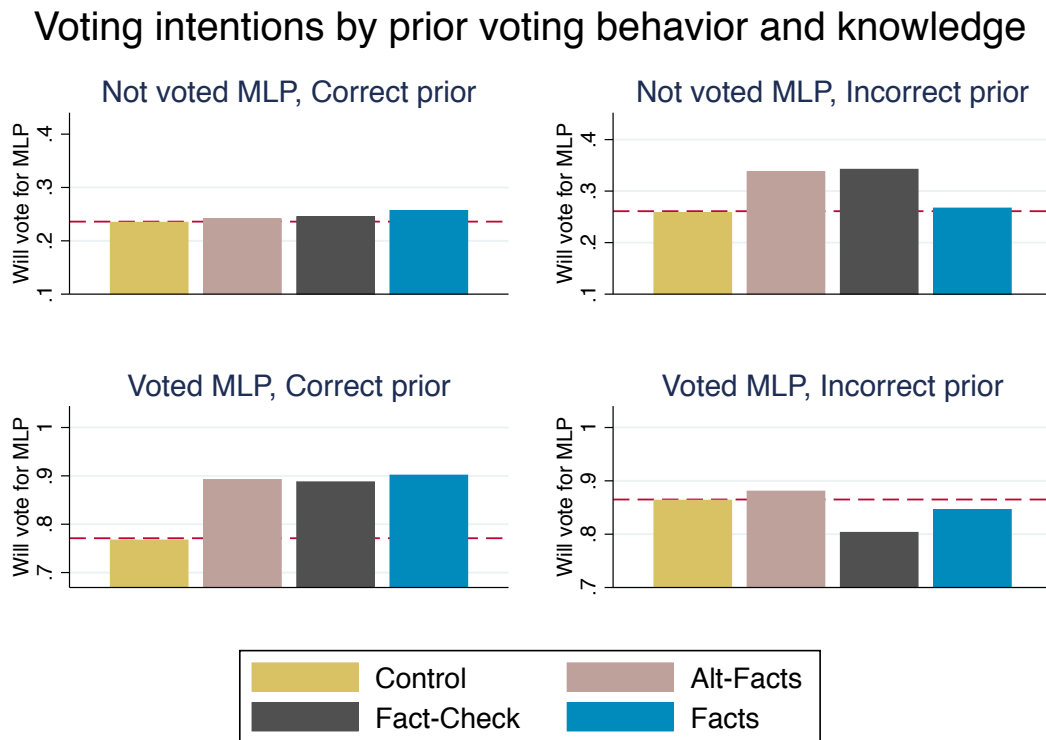 Voting intentions by prior voting behavior and knowledge
Not voted MLP, Correct prior
Will vote for MLP
.4
.3
.2
.1
Not voted MLP, Incorrect prior
Will vote for MLP
.4
.3
.2
.1
Voted MLP, Correct prior
Will vote for MLP
1
.9
.8
.7
Voted MLP, Incorrect prior
Will vote for MLP
1
.9
.8
.7
Control
Alt-Facts
Fact-Check
Facts